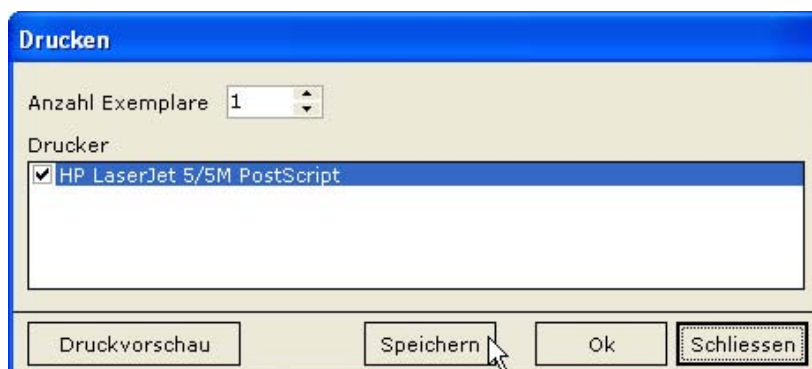 Drucken
Anzahl Exemplare 1
Drucker
HP LaserJet 5/5M PostScript
Druckvorschau Speichern Ok Schliessen